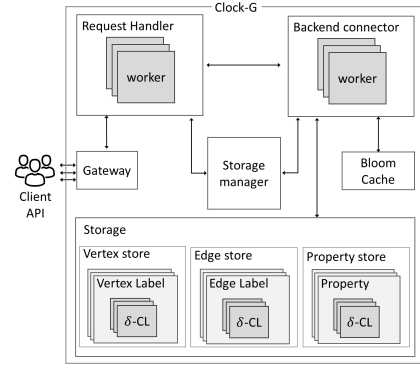 Clock-G
Request Handler
worker
Backend connector
worker
Client
API
Gateway
Storage
manager
Bloom
Cache
Storage
Vertex store
Vertex Label
δ-CL
Edge store
Edge Label
δ-CL
Property store
Property
δ-CL